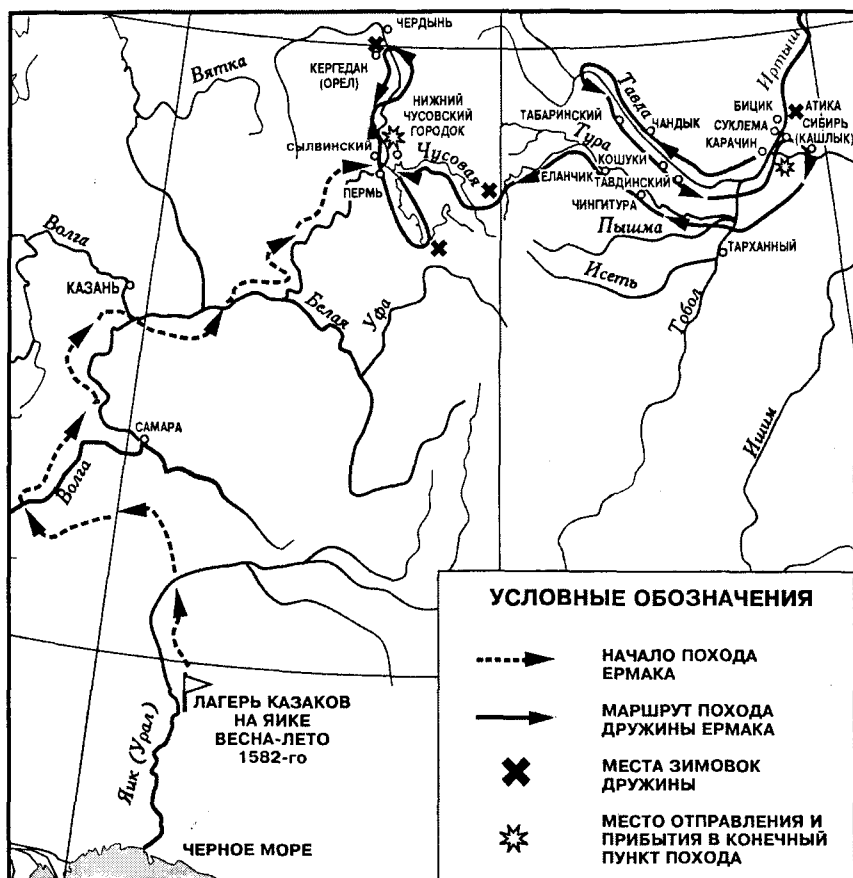 ЧЕРДЫНЬ
Вятка
КЕРГЕДАН
(ОРЕЛ)
НИЖНИЙ
ЧУСОВСКИЙ
ГОРОДОК
СЫЛВИНСКИЙ
Чусовая
ПЕРМЬ
Тавда
Иртыш
ТАБАРИНСКИЙ
ЧАНДЫК
БИЦИК
СУКЛЕМА
КАРАЧИН
АТИКА
СИБИРЬ
(КАШЛЫК)
Тура
КОШУКИ
ЕЛАНЧИК
ТАВДИНСКИЙ
ЧИНГИТУРА
Пышма
ТАРХАННЫЙ
Исеть
Тобол
Ишим
Волга
КАЗАНЬ
Белая
Уфа
САМАРА
Волга
ЛАГЕРЬ КАЗАКОВ
НА ЯИКЕ
ВЕСНА-ЛЕТО
1582-го
Яик (Урал)
ЧЕРНОЕ МОРЕ
УСЛОВНЫЕ ОБОЗНАЧЕНИЯ
НАЧАЛО ПОХОДА
ЕРМАКА
МАРШРУТ ПОХОДА
ДРУЖИНЫ ЕРМАКА
МЕСТА ЗИМОВОК
ДРУЖИНЫ
МЕСТО ОТПРАВЛЕНИЯ И
ПРИБЫТИЯ В КОНЕЧНЫЙ
ПУНКТ ПОХОДА